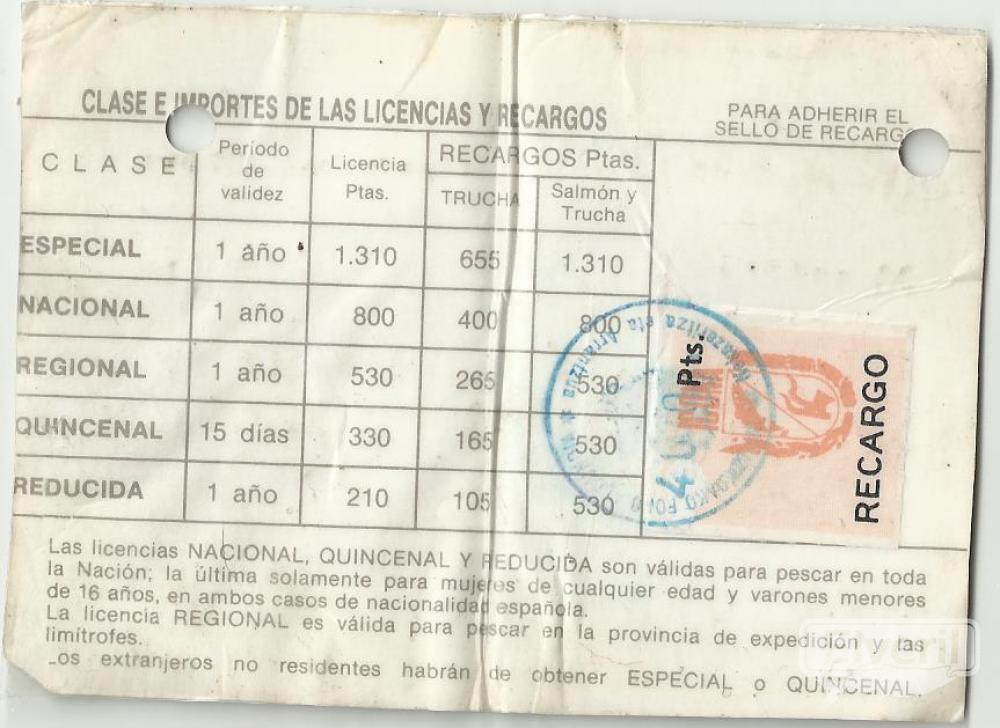 CLASE E IMPORTES DE LAS LICENCIAS Y RECARGOS
PARA ADHERIR EL
SELLO DE RECARGO
CLASE
Período
de
validez
Licencia
Ptas.
RECARGOS Ptas.
TRUCHA
Salmón y
Trucha
ESPECIAL 1 año 1.310 655 1.310
NACIONAL 1 año 800 400 800
REGIONAL 1 año 530 265 530
QUINCENAL 15 días 330 165 530
REDUCIDA 1 año 210 105 530
Pts.
RECARGO
eta Arrantzua
Las licencias NACIONAL, QUINCENAL Y REDUCIDA son válidas para pescar en toda
la Nación; la última solamente para mujeres de cualquier edad y varones menores
de 16 años, en ambos casos de nacionalidad española.
La licencia REGIONAL es válida para pescar en la provincia de expedición y las
limítrofes.
Los extranjeros no residentes habrán de obtener ESPECIAL o QUINCENAL.